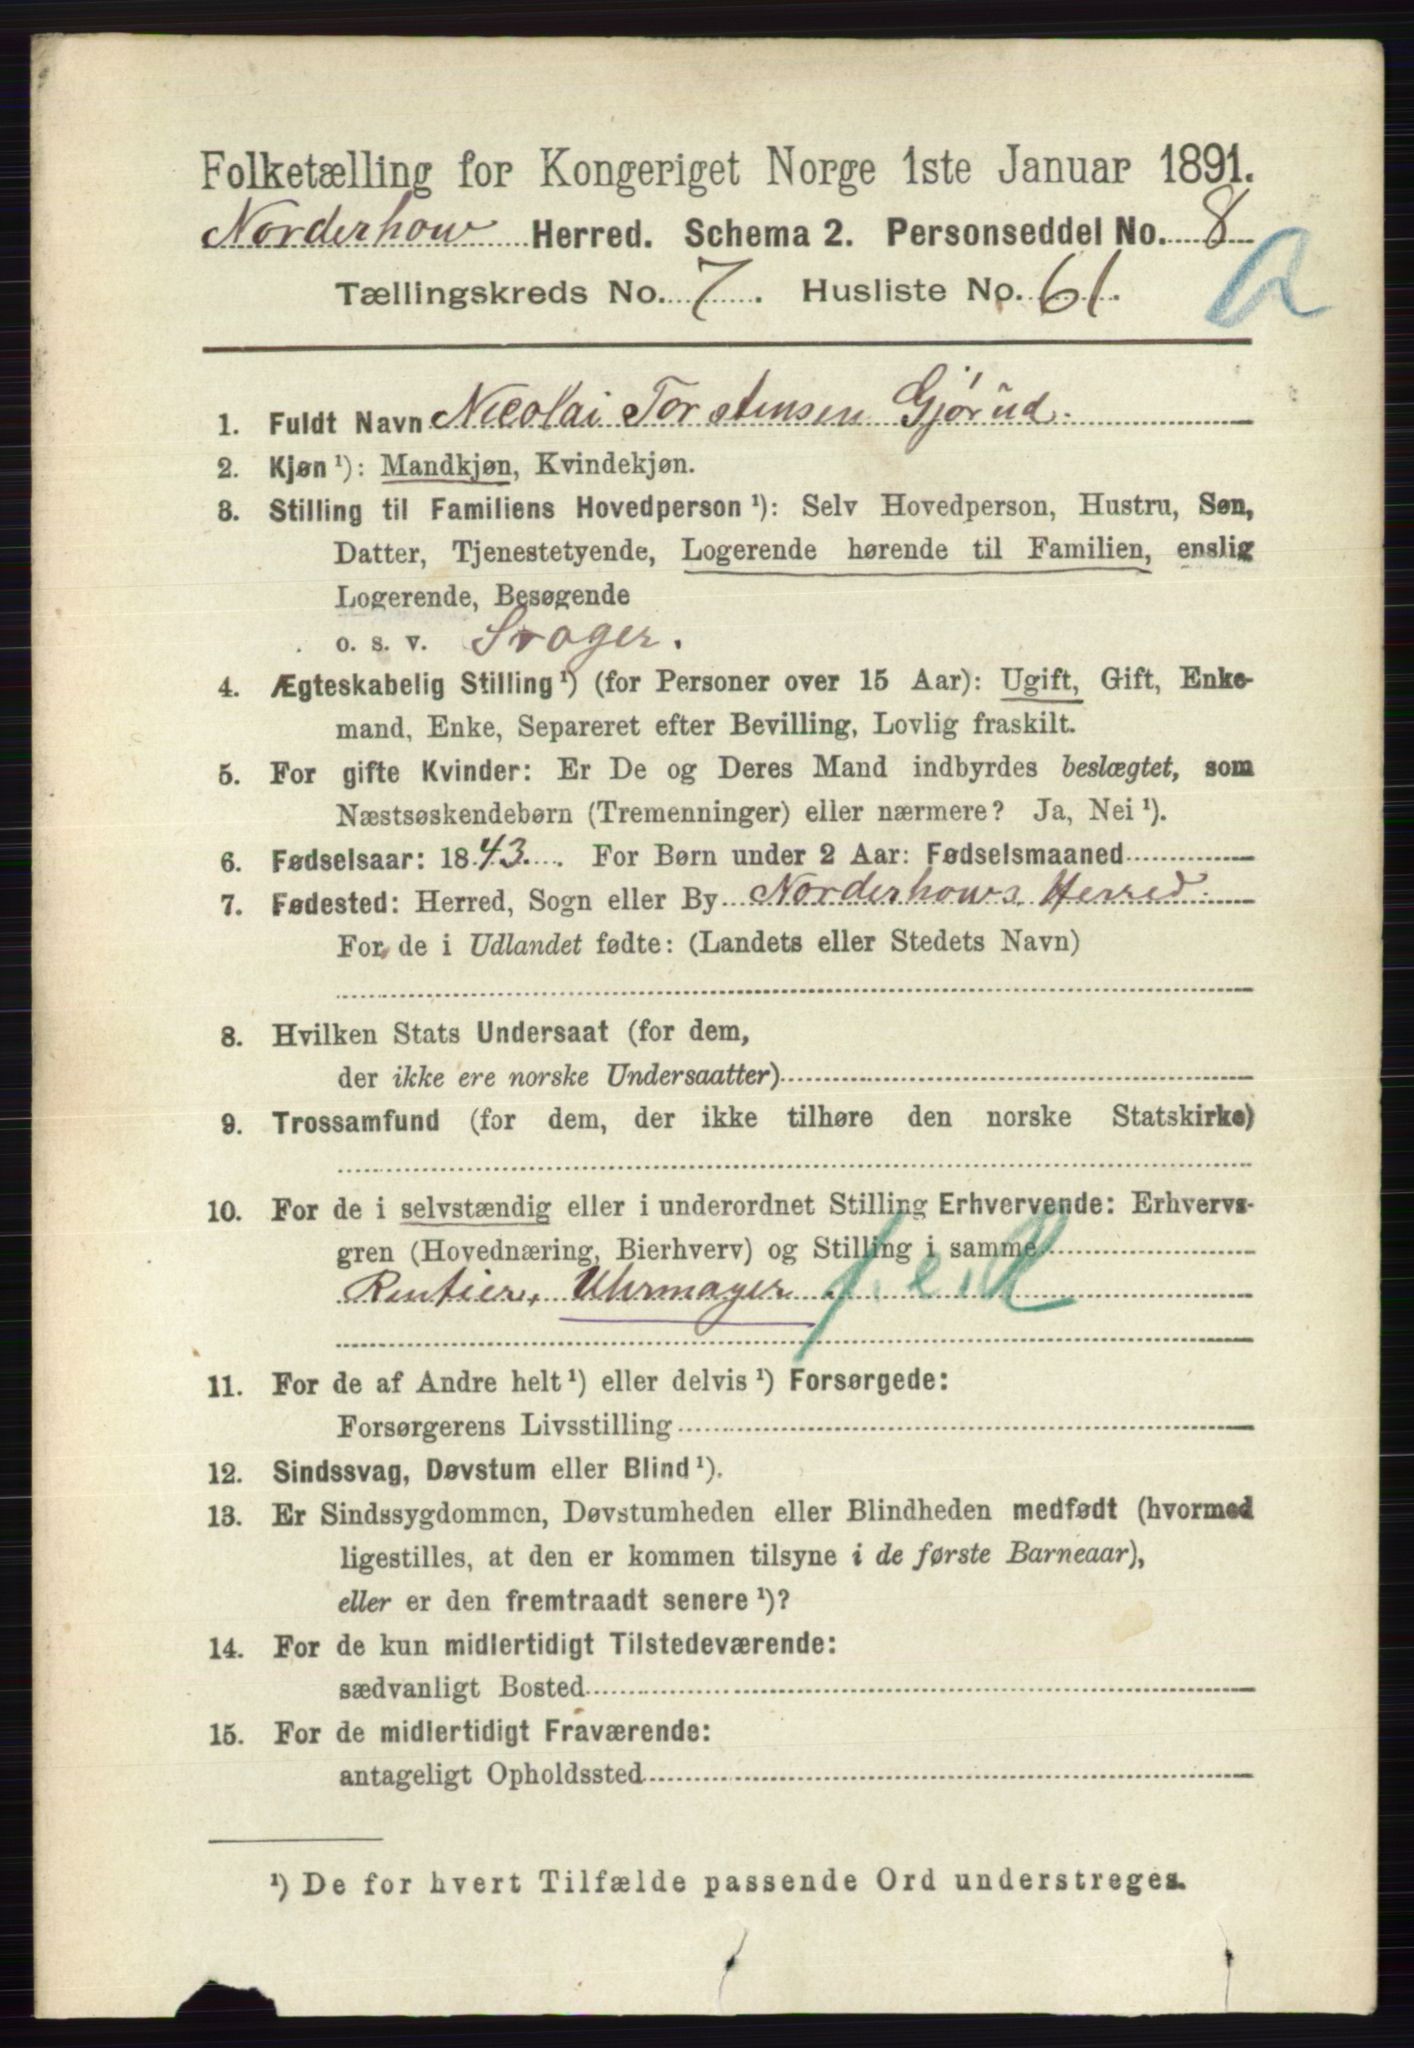 Folketælling for Kongeriget Norge 1ste Januar 1891.
Norderhow Herred. Schema 2. Personseddel No. 8
Tællingskreds No. 7. Husliste No. 61.
1. Fuldt Navn Nicolai Torstensen Gjørud.
2. Kjøn ¹): Mandkjøn, Kvindekjøn.
3. Stilling til Familiens Hovedperson ¹): Selv Hovedperson, Hustru, Søn,
Datter, Tjenestetyende, Logerende hørende til Familien, enslig
Logerende, Besøgende
o. s. v. Svoger.
4. Ægteskabelig Stilling ¹) (for Personer over 15 Aar): Ugift, Gift, Enke-
mand, Enke, Separeret efter Bevilling, Lovlig fraskilt.
5. For gifte Kvinder: Er De og Deres Mand indbyrdes beslægtet, som
Næstsøskendebørn (Tremenninger) eller nærmere? Ja, Nei ¹).
6. Fødselsaar: 1843. For Børn under 2 Aar: Fødselsmaaned
7. Fødested: Herred, Sogn eller By Norderhows Herred.
For de i Udlandet fødte: (Landets eller Stedets Navn)
8. Hvilken Stats Undersaat (for dem,
der ikke ere norske Undersaatter)
9. Trossamfund (for dem, der ikke tilhøre den norske Statskirke)
10. For de i selvstændig eller i underordnet Stilling Erhvervende: Erhvervs-
gren (Hovednæring, Bierhverv) og Stilling i samme
Rentier, Uhrmager
11. For de af Andre helt ¹) eller delvis ¹) Forsørgede:
Forsørgerens Livsstilling
12. Sindssvag, Døvstum eller Blind ¹).
13. Er Sindssygdommen, Døvstumheden eller Blindheden medfødt (hvormed
ligestilles, at den er kommen tilsyne i de første Barneaar),
eller er den fremtraadt senere ¹)?
14. For de kun midlertidigt Tilstedeværende:
sædvanligt Bosted
15. For de midlertidigt Fraværende:
antageligt Opholdssted
¹) De for hvert Tilfælde passende Ord understreges.